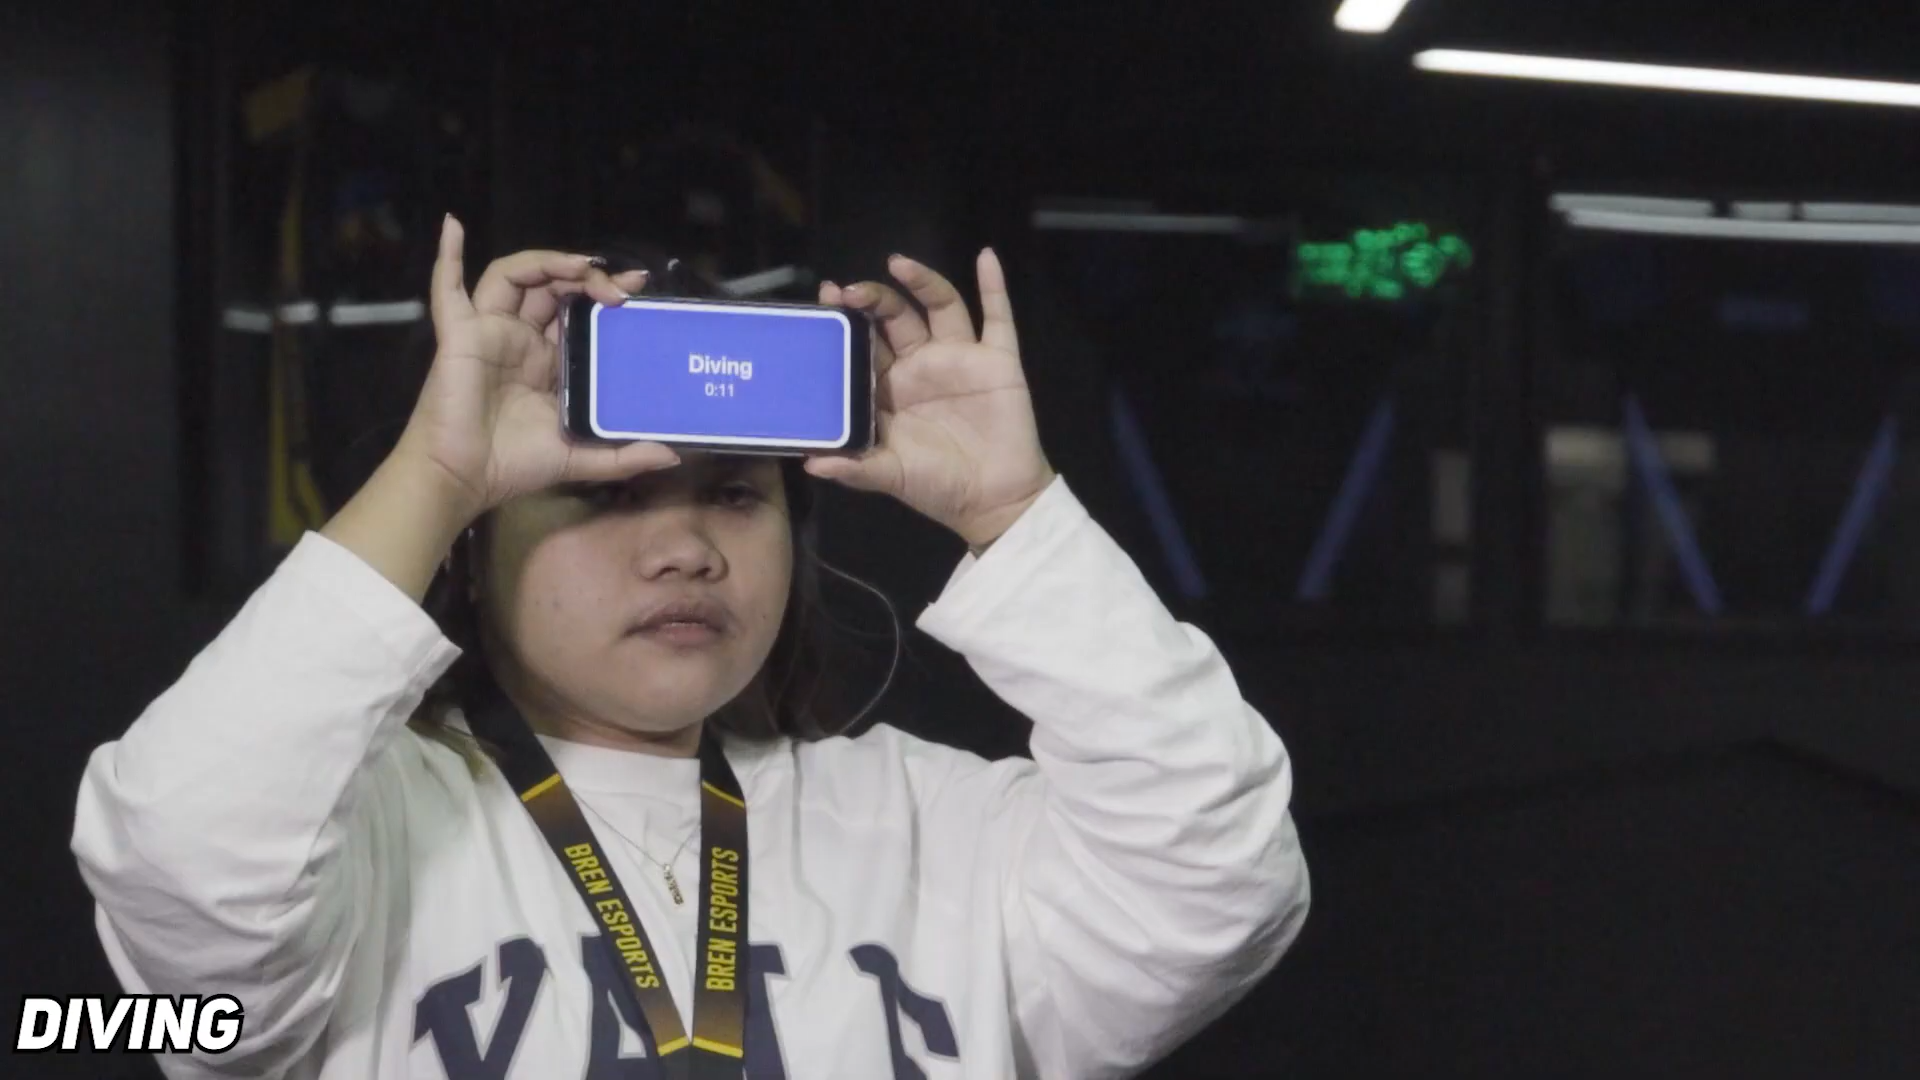 Diving
0:11
BREN ESPORTS
BREN ESPORTS
DIVING